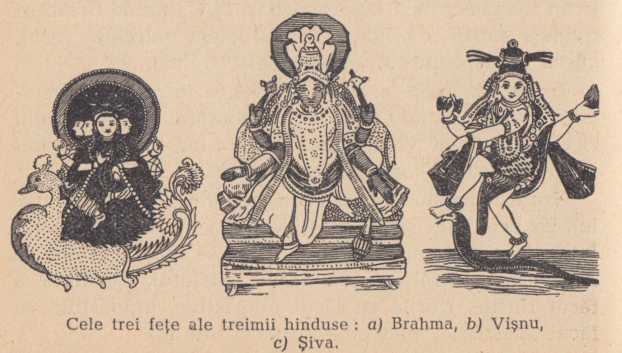 Cele trei fețe ale treimii hinduse : a) Brahma, b) Vișnu,
c) Șiva.